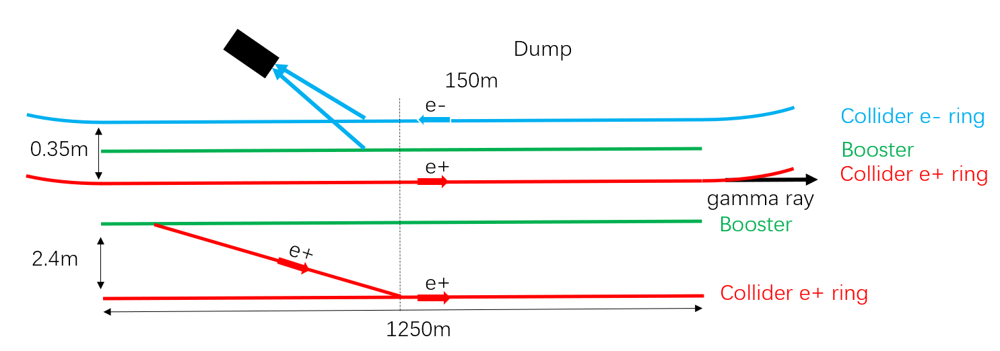 Dump
150m
e-
Collider e- ring
0.35m
Booster
e+
Collider e+ ring
gamma ray
Booster
e+
2.4m
e+
Collider e+ ring
1250m